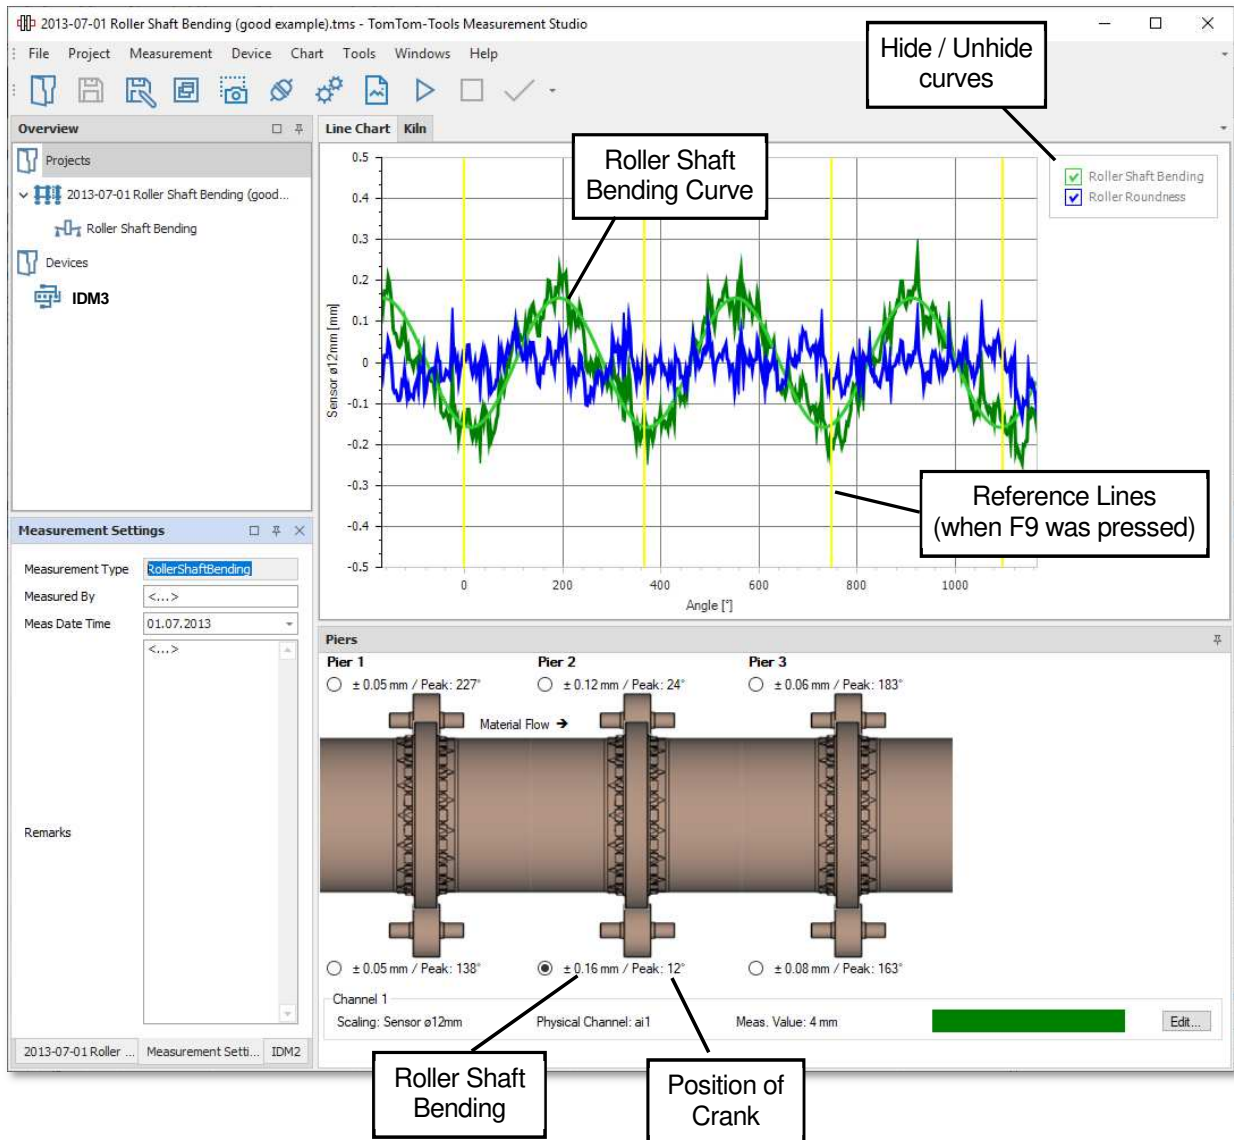 2013-07-01 Roller Shaft Bending (good example).tms - TomTom-Tools Measurement Studio
File Project Measurement Device Chart Tools Windows Help
Hide / Unhide
curves
Overview
Projects
2013-07-01 Roller Shaft Bending (good...
Roller Shaft Bending
Devices
IDM3
Line Chart Kiln
Roller Shaft
Bending Curve
Roller Shaft Bending
Roller Roundness
0.5
0.4
0.3
0.2
0.1
0
-0.1
-0.2
-0.3
-0.4
-0.5
Sensor ø12mm [mm]
0 200 400 600 800 1000
Angle [°]
Reference Lines
(when F9 was pressed)
Measurement Settings
Measurement Type RollerShaftBending
Measured By <...>
Meas Date Time 01.07.2013
<...>
Remarks
2013-07-01 Roller ... Measurement Setti... IDM2
Piers
Pier 1 Pier 2 Pier 3
± 0.05 mm / Peak: 227° ± 0.12 mm / Peak: 24° ± 0.06 mm / Peak: 183°
Material Flow ➔
± 0.05 mm / Peak: 138° ± 0.16 mm / Peak: 12° ± 0.08 mm / Peak: 163°
Channel 1
Scaling: Sensor ø12mm Physical Channel: ai1 Meas. Value: 4 mm Edit...
Roller Shaft
Bending
Position of
Crank